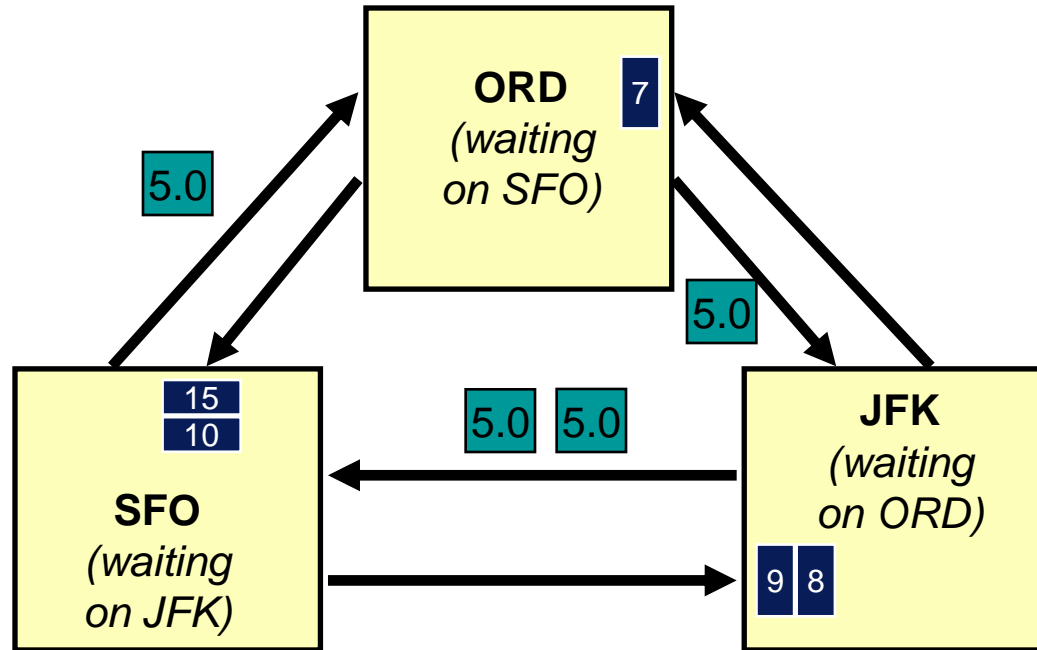 ORD
(waiting
on SFO)
7
5.0
5.0
15
10
5.0 5.0
SFO
(waiting
on JFK)
JFK
(waiting
on ORD)
9 8